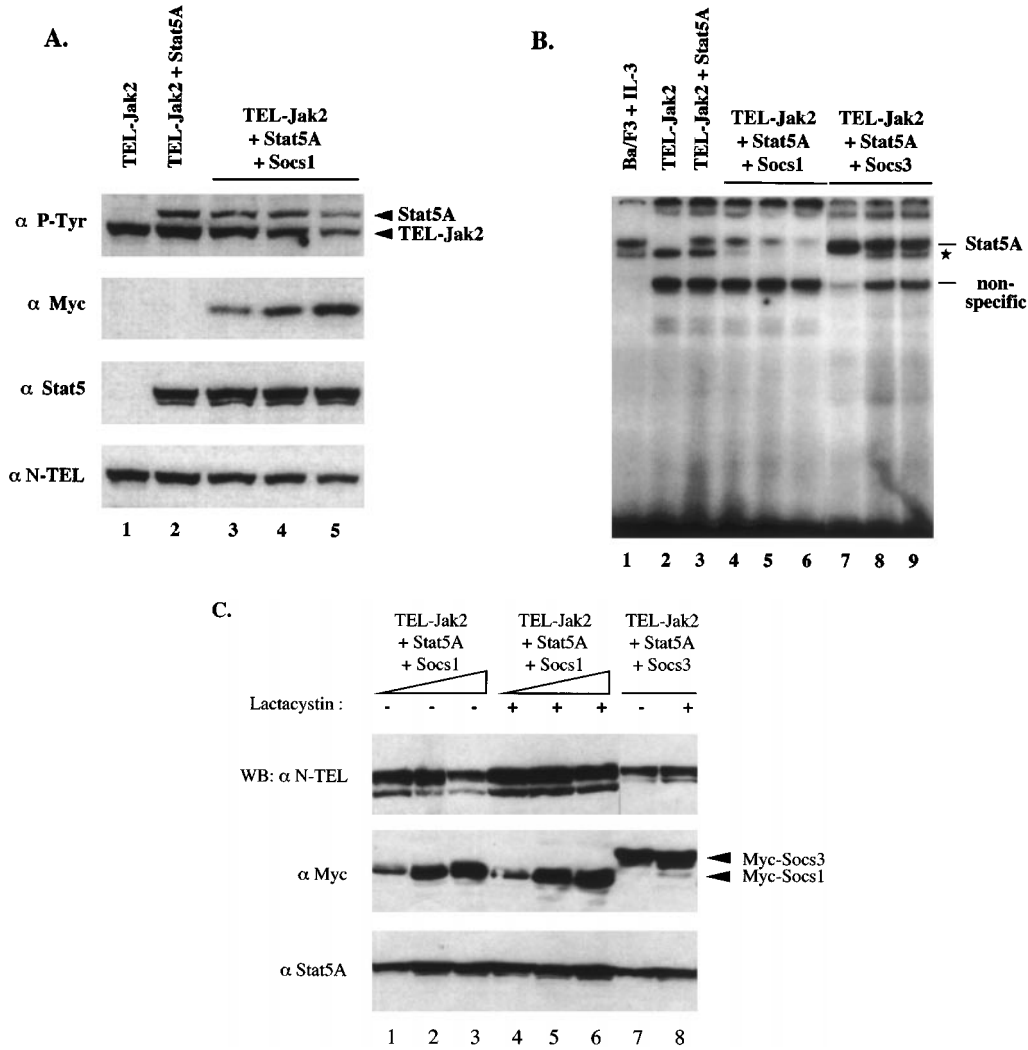 A.
TEL-Jak2
TEL-Jak2 + Stat5A
TEL-Jak2
+ Stat5A
+ Socs1
α P-Tyr
Stat5A
TEL-Jak2
α Myc
α Stat5
α N-TEL
1 2 3 4 5
B.
Ba/F3 + IL-3
TEL-Jak2
TEL-Jak2 + Stat5A
TEL-Jak2
+ Stat5A
+ Socs1
TEL-Jak2
+ Stat5A
+ Socs3
Stat5A
★
non-
specific
1 2 3 4 5 6 7 8 9
C.
TEL-Jak2
+ Stat5A
+ Socs1
TEL-Jak2
+ Stat5A
+ Socs1
TEL-Jak2
+ Stat5A
+ Socs3
Lactacystin : - - - + + + - +
WB: α N-TEL
α Myc
Myc-Socs3
Myc-Socs1
α Stat5A
1 2 3 4 5 6 7 8